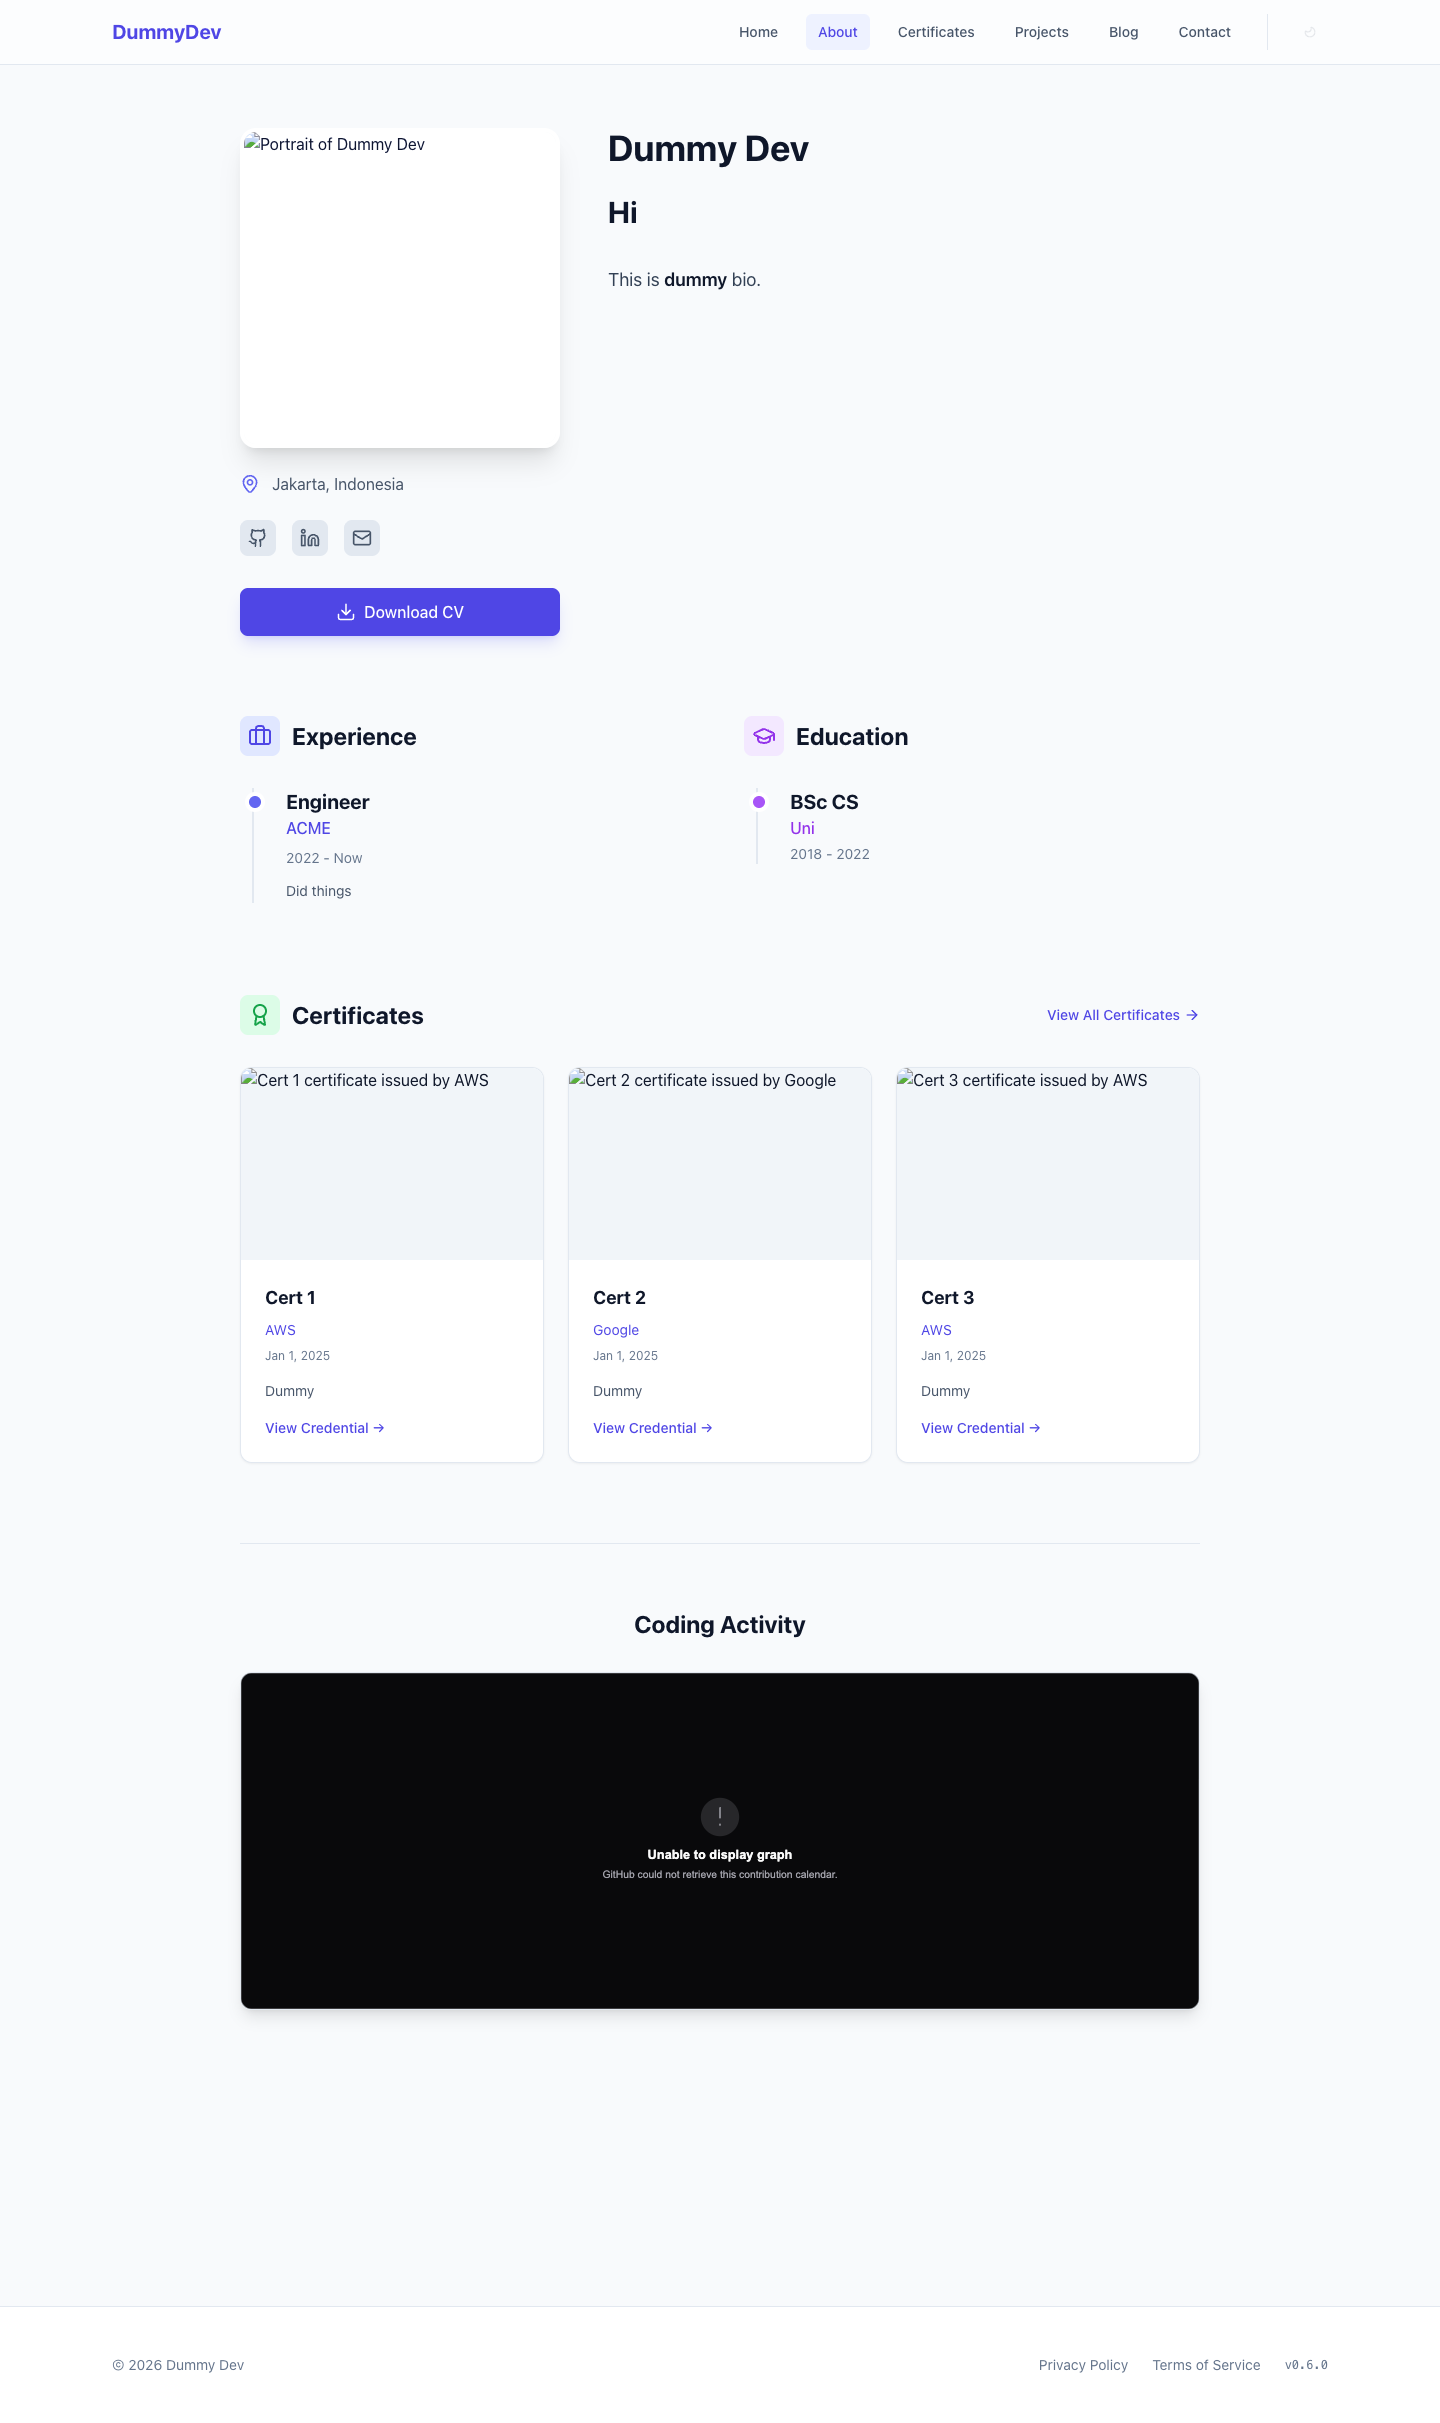 DummyDev
Home
About
Certificates
Projects
Blog
Contact
Portrait of Dummy Dev
Dummy Dev
Hi
This is dummy bio.
Jakarta, Indonesia
Download CV
Experience
Engineer
ACME
2022 - Now
Did things
Education
BSc CS
Uni
2018 - 2022
Certificates
View All Certificates →
Cert 1 certificate issued by AWS
Cert 1
AWS
Jan 1, 2025
Dummy
View Credential →
Cert 2 certificate issued by Google
Cert 2
Google
Jan 1, 2025
Dummy
View Credential →
Cert 3 certificate issued by AWS
Cert 3
AWS
Jan 1, 2025
Dummy
View Credential →
Coding Activity
Unable to display graph
GitHub could not retrieve this contribution calendar.
© 2026 Dummy Dev
Privacy Policy
Terms of Service
v0.6.0